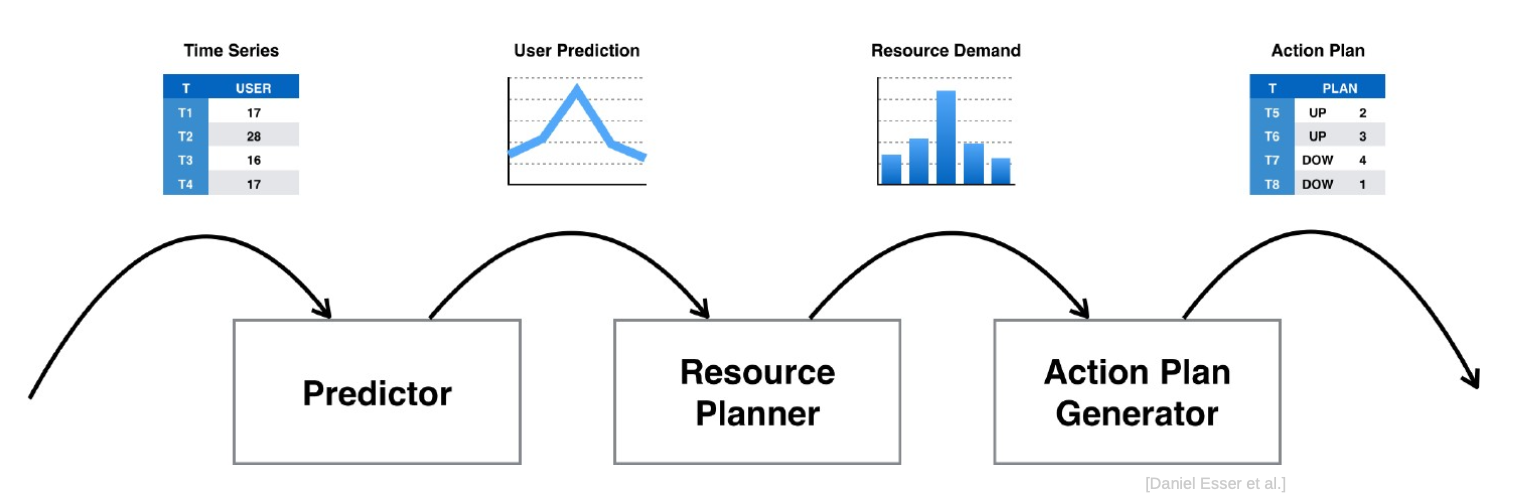 Time Series
T USER
T1 17
T2 28
T3 16
T4 17
User Prediction
Resource Demand
Action Plan
T PLAN
T5 UP 2
T6 UP 3
T7 DOW 4
T8 DOW 1
Predictor
Resource
Planner
Action Plan
Generator
[Daniel Esser et al.]